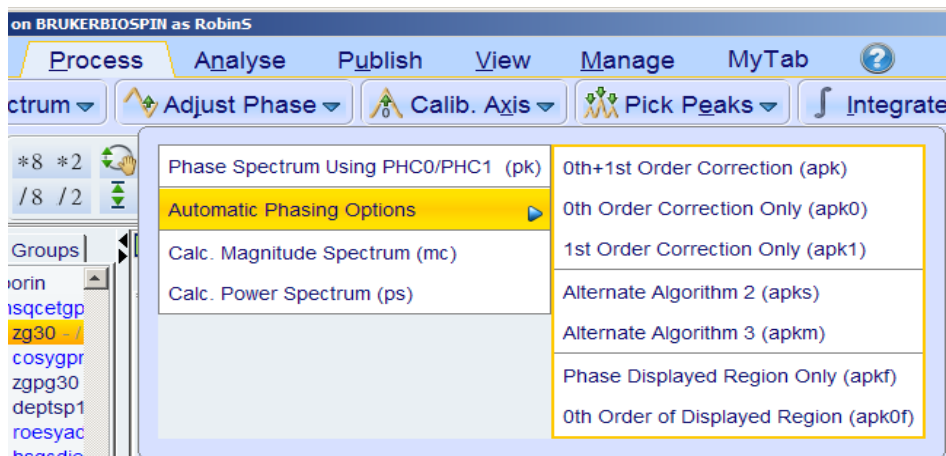 on BRUKERBIOSPIN as RobinS
Process Analyse Publish View Manage MyTab ?
Adjust Phase Calib. Axis Pick Peaks Integrate
*8 *2
/8 /2
Phase Spectrum Using PHC0/PHC1 (pk)
Automatic Phasing Options
Calc. Magnitude Spectrum (mc)
Calc. Power Spectrum (ps)
0th+1st Order Correction (apk)
0th Order Correction Only (apk0)
1st Order Correction Only (apk1)
Alternate Algorithm 2 (apks)
Alternate Algorithm 3 (apkm)
Phase Displayed Region Only (apkf)
0th Order of Displayed Region (apk0f)
Groups
zg30 - /
cosygpr
zgpg30
deptsp1
roesyac